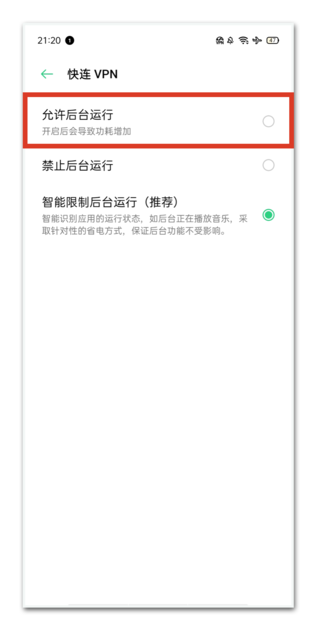 21:20
47
快连 VPN
允许后台运行
开启后会导致功耗增加
禁止后台运行
智能限制后台运行（推荐）
智能识别应用的运行状态，如后台正在播放音乐，采
取针对性的省电方式，保证后台功能不受影响。